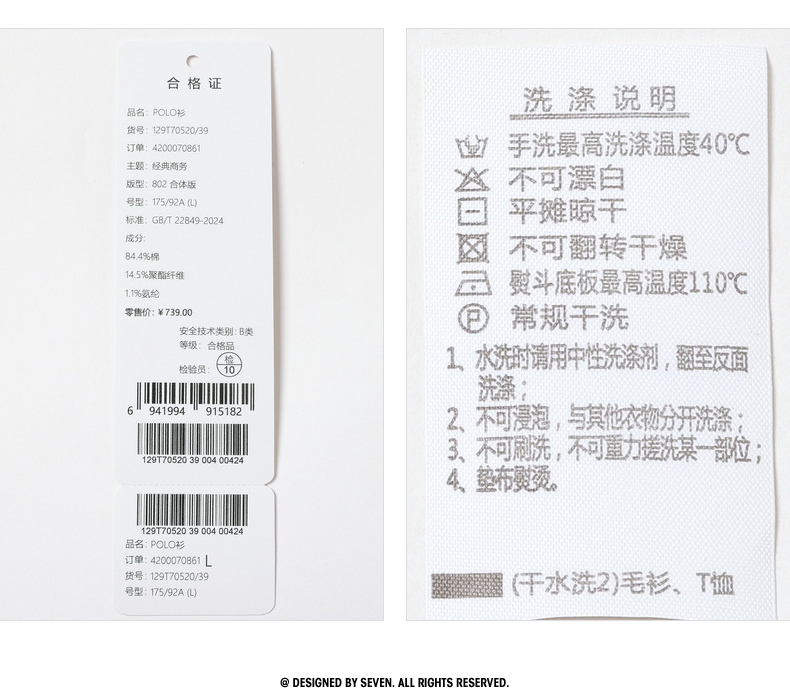 合格证
品名: POLO衫
货号: 129T70520/39
订单: 4200070861
主题: 经典商务
版型: 802 合体版
号型: 175/92A (L)
标准: GB/T 22849-2024
成分:
84.4%棉
14.5%聚酯纤维
1.1%氨纶
零售价: ¥739.00
安全技术类别: B类
等级: 合格品
检验员: 检 10
6 941994 915182
129T70520 39 004 00424
129T70520 39 004 00424
品名: POLO衫
订单: 4200070861 L
货号: 129T70520/39
号型: 175/92A (L)
洗涤说明
手洗最高洗涤温度40℃
不可漂白
平摊晾干
不可翻转干燥
熨斗底板最高温度110℃
P 常规干洗
1、水洗时请用中性洗涤剂，翻至反面
洗涤；
2、不可浸泡，与其他衣物分开洗涤；
3、不可刷洗，不可重力搓洗某一部位；
4、垫布熨烫。
(干水洗2)毛衫、T恤
@ DESIGNED BY SEVEN. ALL RIGHTS RESERVED.